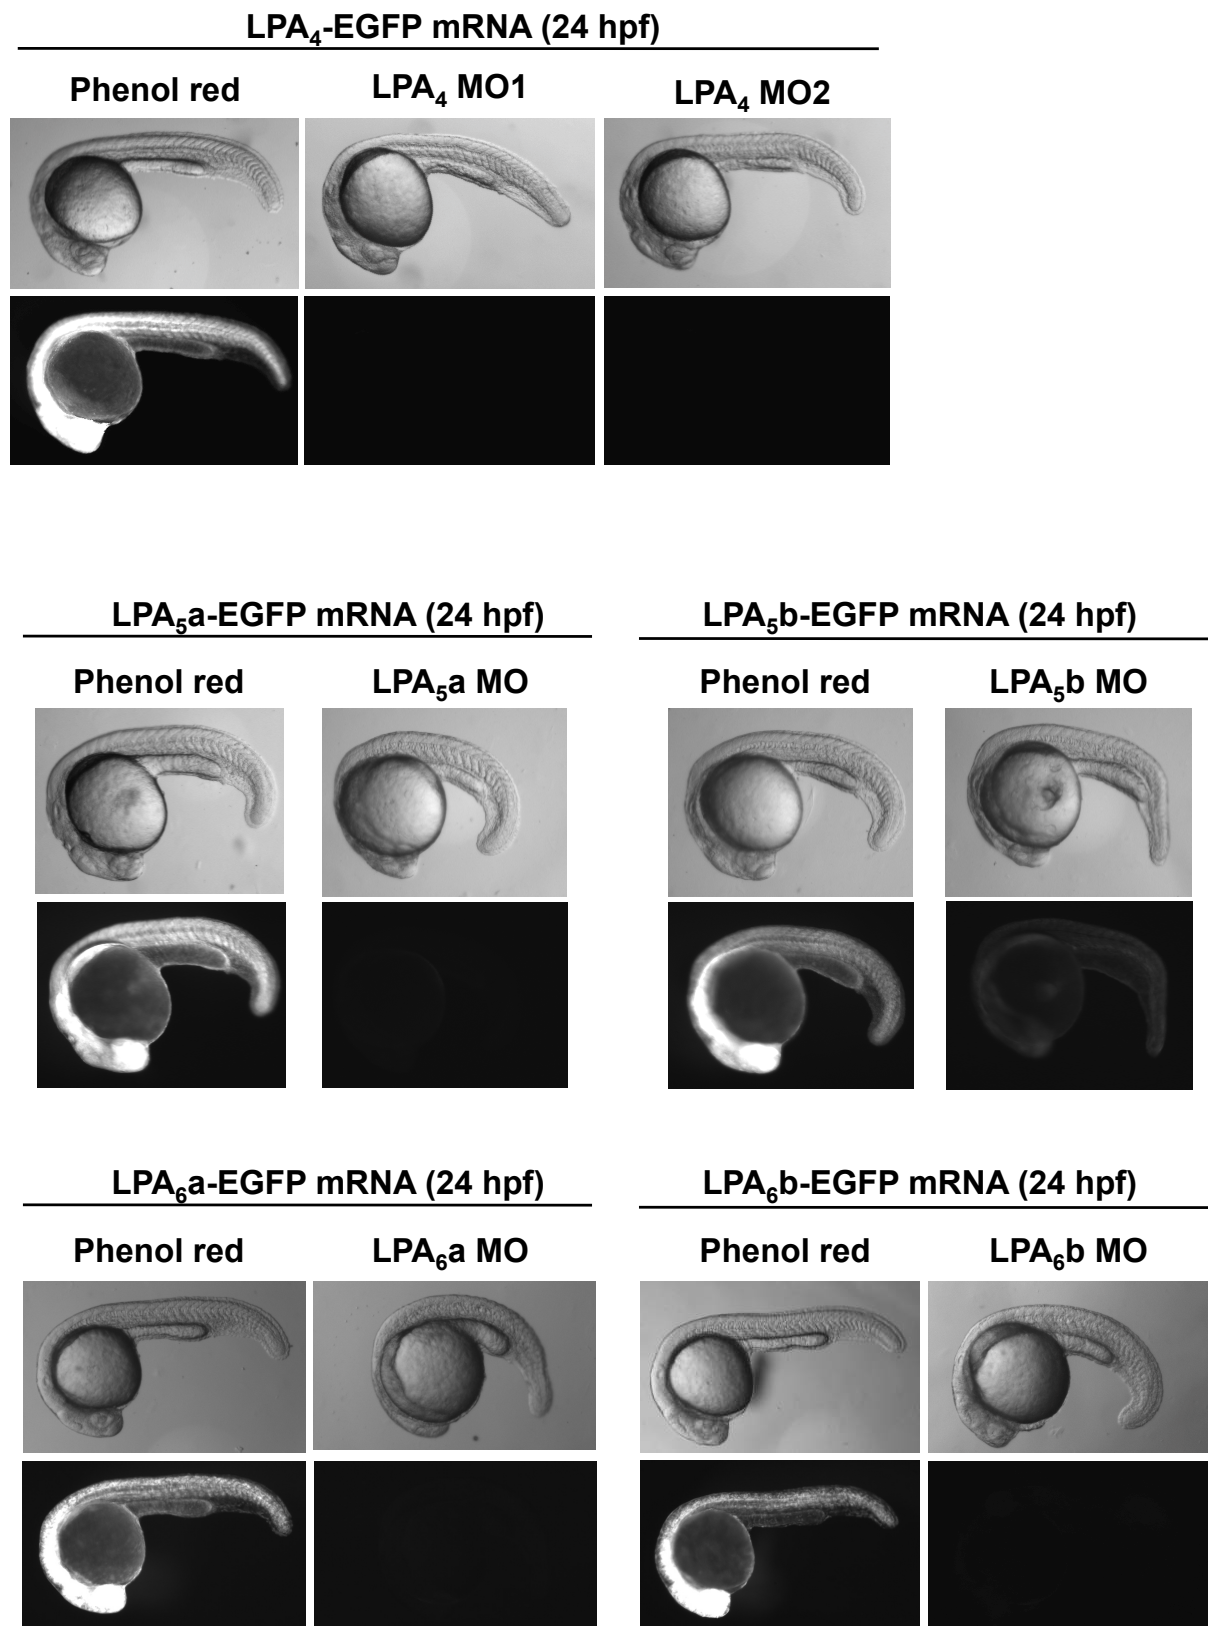 LPA₄-EGFP mRNA (24 hpf)
Phenol red LPA₄ MO1 LPA₄ MO2
LPA₅a-EGFP mRNA (24 hpf) LPA₅b-EGFP mRNA (24 hpf)
Phenol red LPA₅a MO Phenol red LPA₅b MO
LPA₆a-EGFP mRNA (24 hpf) LPA₆b-EGFP mRNA (24 hpf)
Phenol red LPA₆a MO Phenol red LPA₆b MO